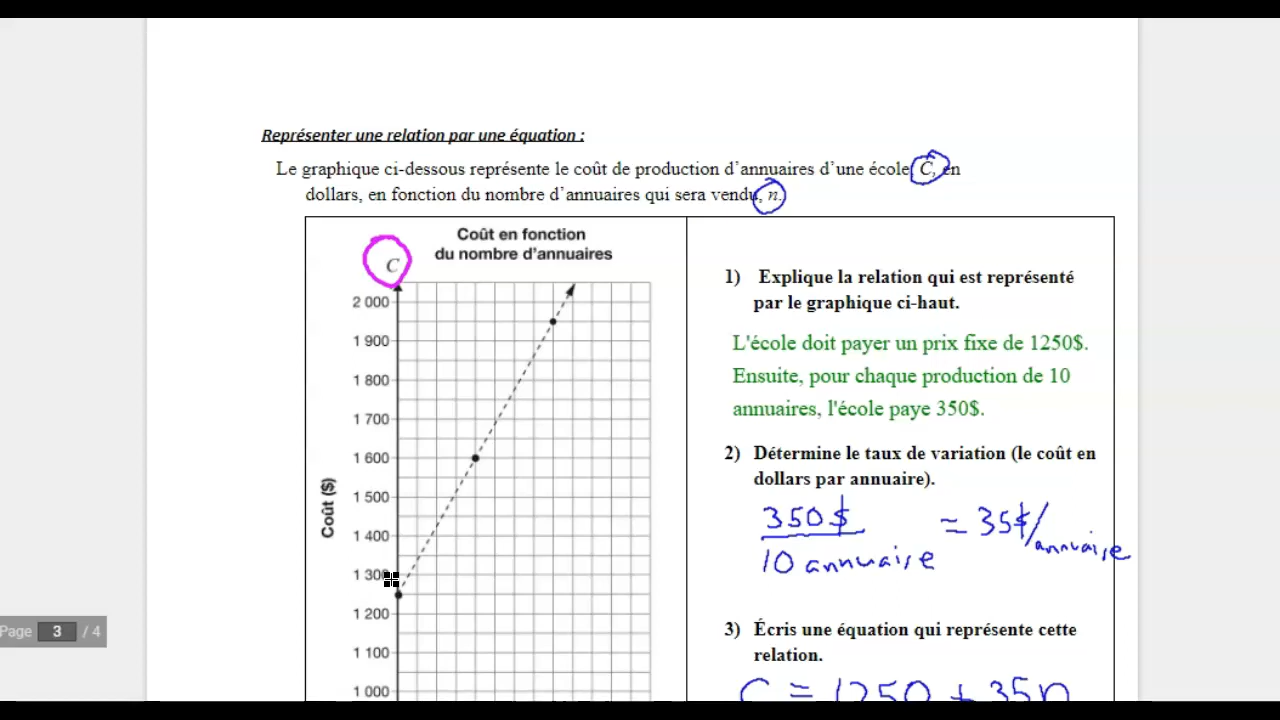 Représenter une relation par une équation :
Le graphique ci-dessous représente le coût de production d'annuaires d'une école, C, en
dollars, en fonction du nombre d'annuaires qui sera vendu, n.
Coût en fonction
du nombre d'annuaires
C
2 000
1 900
1 800
1 700
1 600
1 500
1 400
1 300
1 200
1 100
1 000
Coût ($)
1) Explique la relation qui est représenté
par le graphique ci-haut.
L'école doit payer un prix fixe de 1250$.
Ensuite, pour chaque production de 10
annuaires, l'école paye 350$.
2) Détermine le taux de variation (le coût en
dollars par annuaire).
350$
10 annuaire
= 35$/annuaire
3) Écris une équation qui représente cette
relation.
C = 1250 + 35n
Page 3 / 4